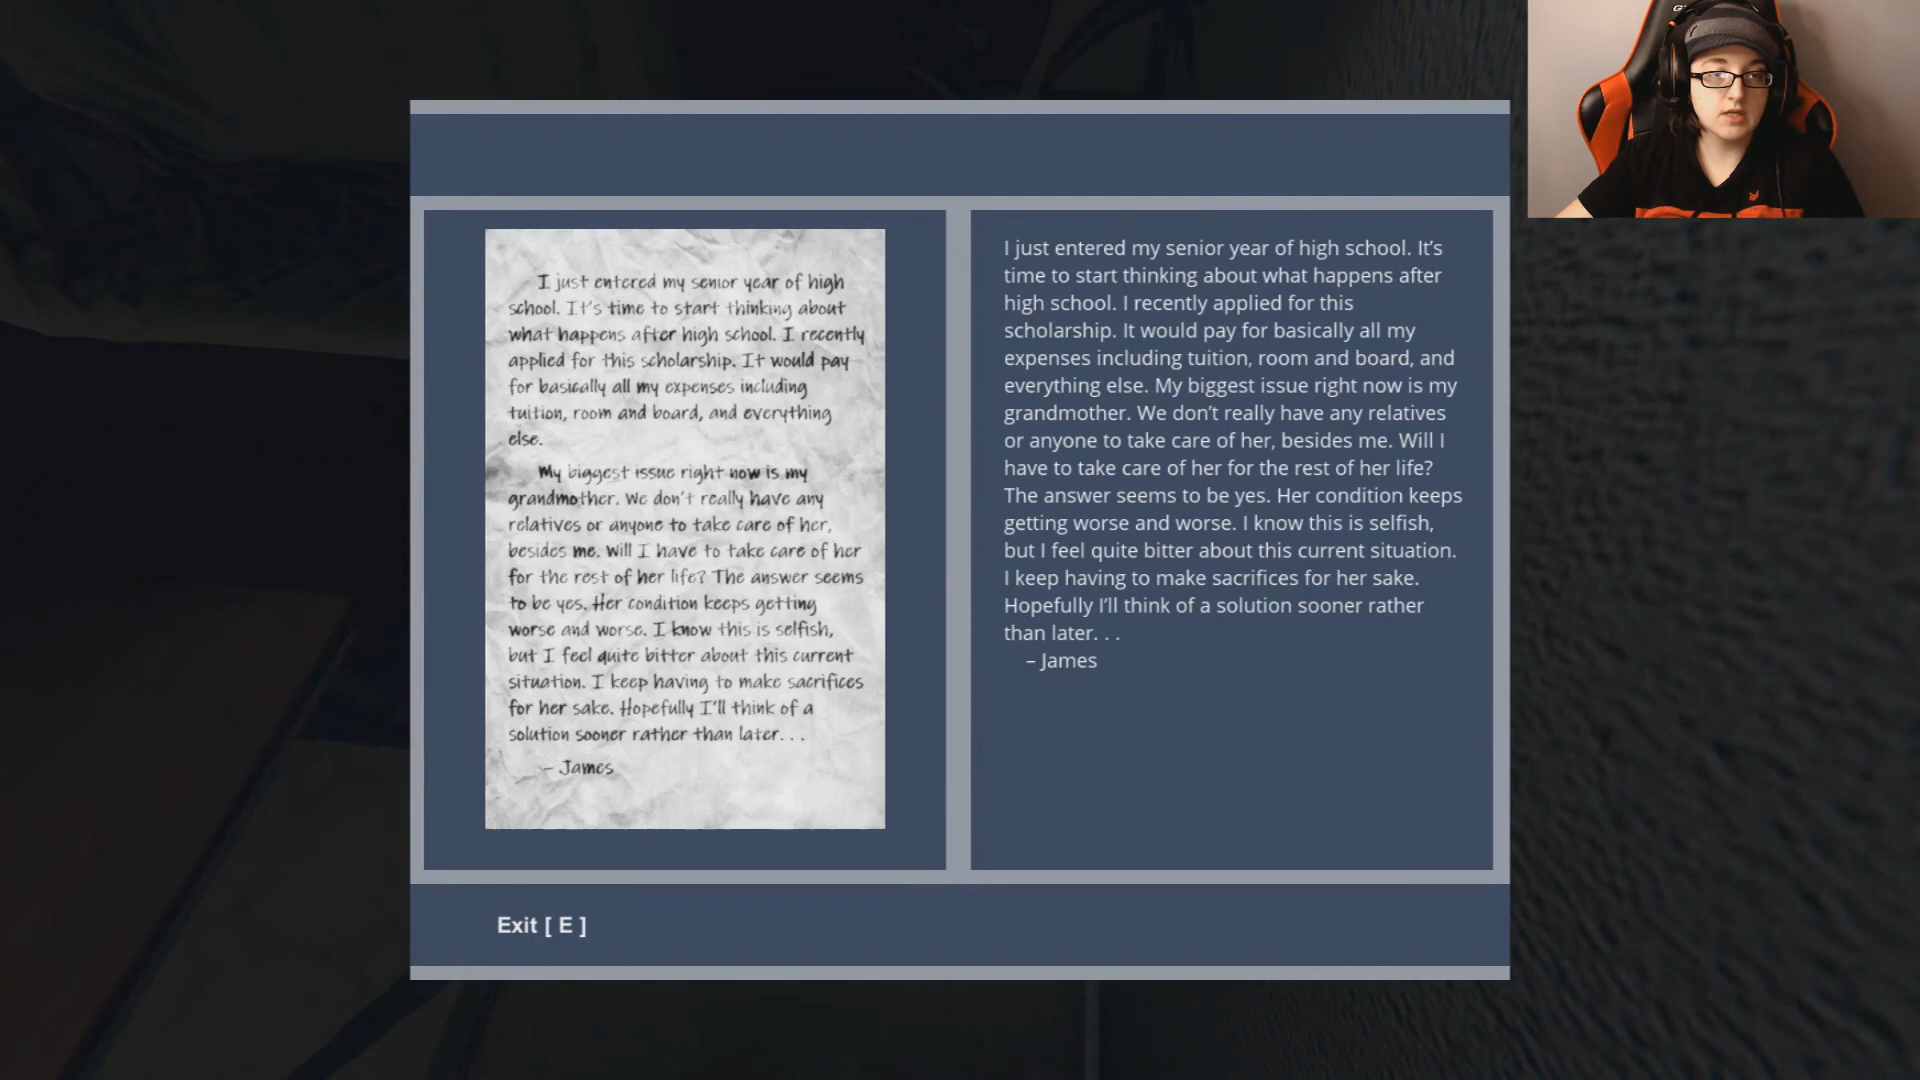 I just entered my senior year of high
school. It's time to start thinking about
what happens after high school. I recently
applied for this scholarship. It would pay
for basically all my expenses including
tuition, room and board, and everything
else.
My biggest issue right now is my
grandmother. We don't really have any
relatives or anyone to take care of her,
besides me. Will I have to take care of her
for the rest of her life? The answer seems
to be yes. Her condition keeps getting
worse and worse. I know this is selfish,
but I feel quite bitter about this current
situation. I keep having to make sacrifices
for her sake. Hopefully I'll think of a
solution sooner rather than later. . .
– James
I just entered my senior year of high school. It’s
time to start thinking about what happens after
high school. I recently applied for this
scholarship. It would pay for basically all my
expenses including tuition, room and board, and
everything else. My biggest issue right now is my
grandmother. We don’t really have any relatives
or anyone to take care of her, besides me. Will I
have to take care of her for the rest of her life?
The answer seems to be yes. Her condition keeps
getting worse and worse. I know this is selfish,
but I feel quite bitter about this current situation.
I keep having to make sacrifices for her sake.
Hopefully I’ll think of a solution sooner rather
than later. . .
– James
Exit [ E ]